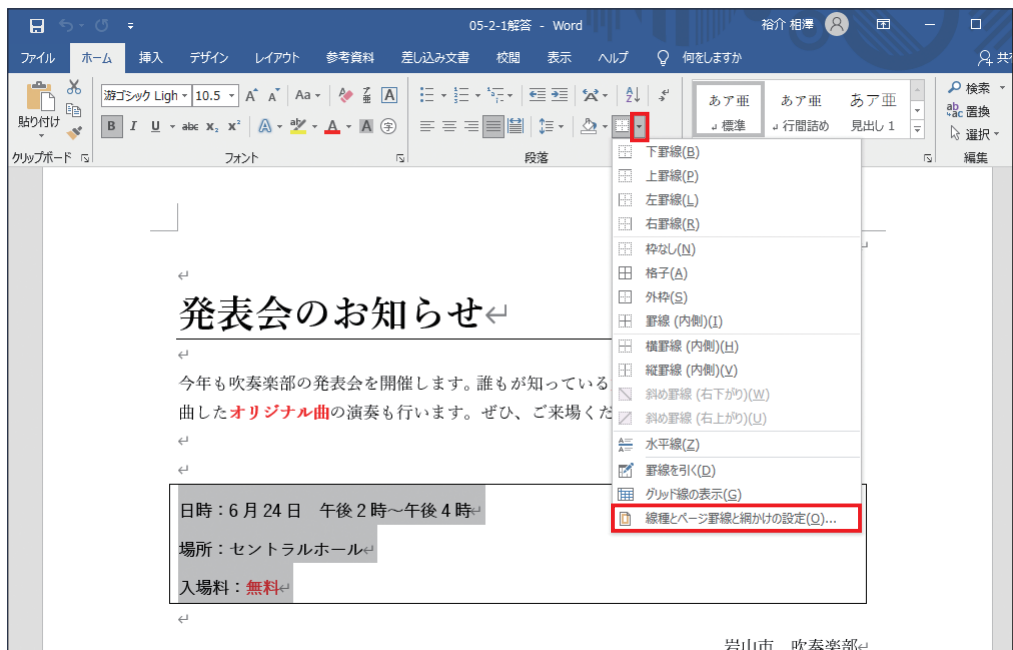 05-2-1解答 - Word
裕介 相澤
ファイル ホーム 挿入 デザイン レイアウト 参考資料 差し込み文書 校閲 表示 ヘルプ 何をしますか
游ゴシック Ligh 10.5 Aa
検索
置換
選択
貼り付け
B I U abc x₂ x² A
あア亜 標準
あア亜 行間詰め
あア亜 見出し 1
クリップボード フォント 段落 編集
下罫線(B)
上罫線(P)
左罫線(L)
右罫線(R)
枠なし(N)
格子(A)
外枠(S)
罫線 (内側)(I)
横罫線 (内側)(H)
縦罫線 (内側)(V)
斜め罫線 (右下がり)(W)
斜め罫線 (右上がり)(U)
水平線(Z)
罫線を引く(D)
グリッド線の表示(G)
線種とページ罫線と網かけの設定(O)...
発表会のお知らせ
今年も吹奏楽部の発表会を開催します。誰もが知っている
曲したオリジナル曲の演奏も行います。ぜひ、ご来場くだ
日時：6 月 24 日　午後 2 時～午後 4 時
場所：セントラルホール
入場料：無料
岩山市　吹奏楽部